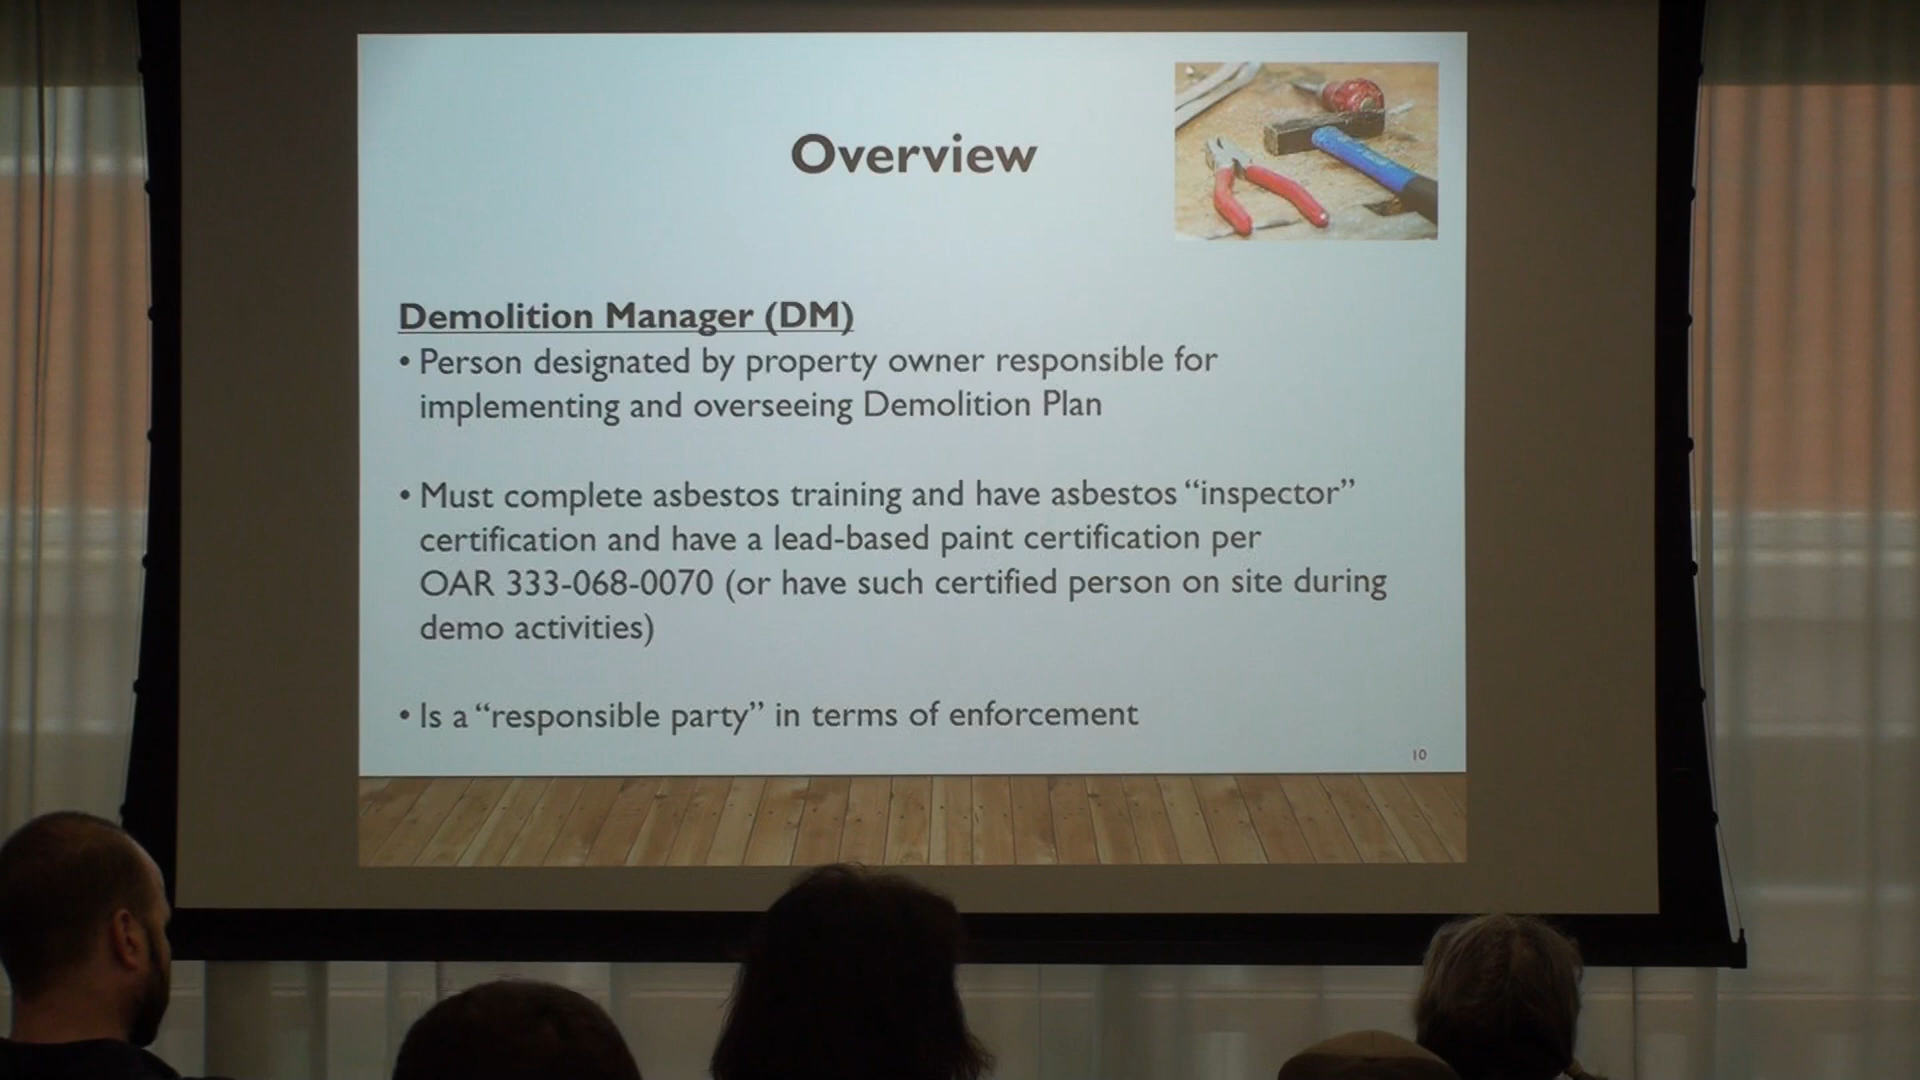 Overview
Demolition Manager (DM)
• Person designated by property owner responsible for
implementing and overseeing Demolition Plan
• Must complete asbestos training and have asbestos “inspector”
certification and have a lead-based paint certification per
OAR 333-068-0070 (or have such certified person on site during
demo activities)
• Is a “responsible party” in terms of enforcement
10